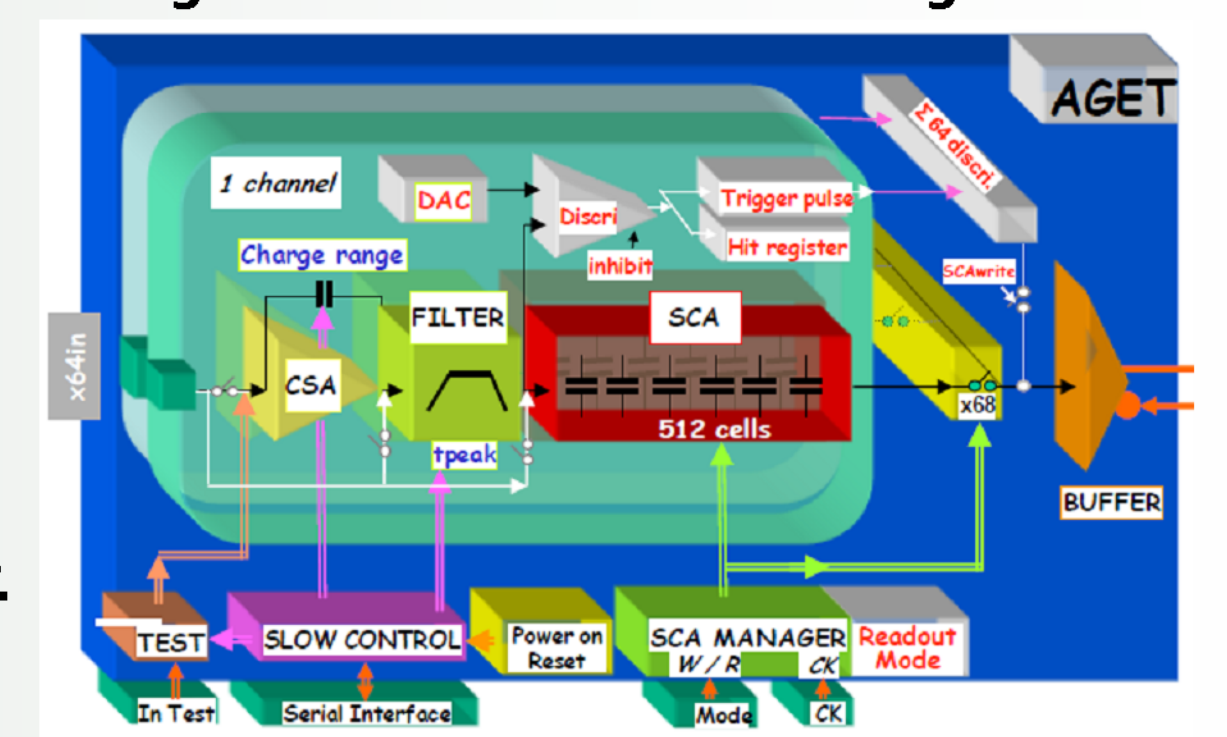 AGET
Σ 64 discri.
1 channel
DAC
Discri
Trigger pulse
Hit register
inhibit
Charge range
SCAwrite
FILTER
SCA
x64in
CSA
x68
512 cells
tpeak
BUFFER
TEST
SLOW CONTROL
Power on
Reset
SCA MANAGER
W / R
CK
Readout
Mode
In Test
Serial Interface
Mode
CK